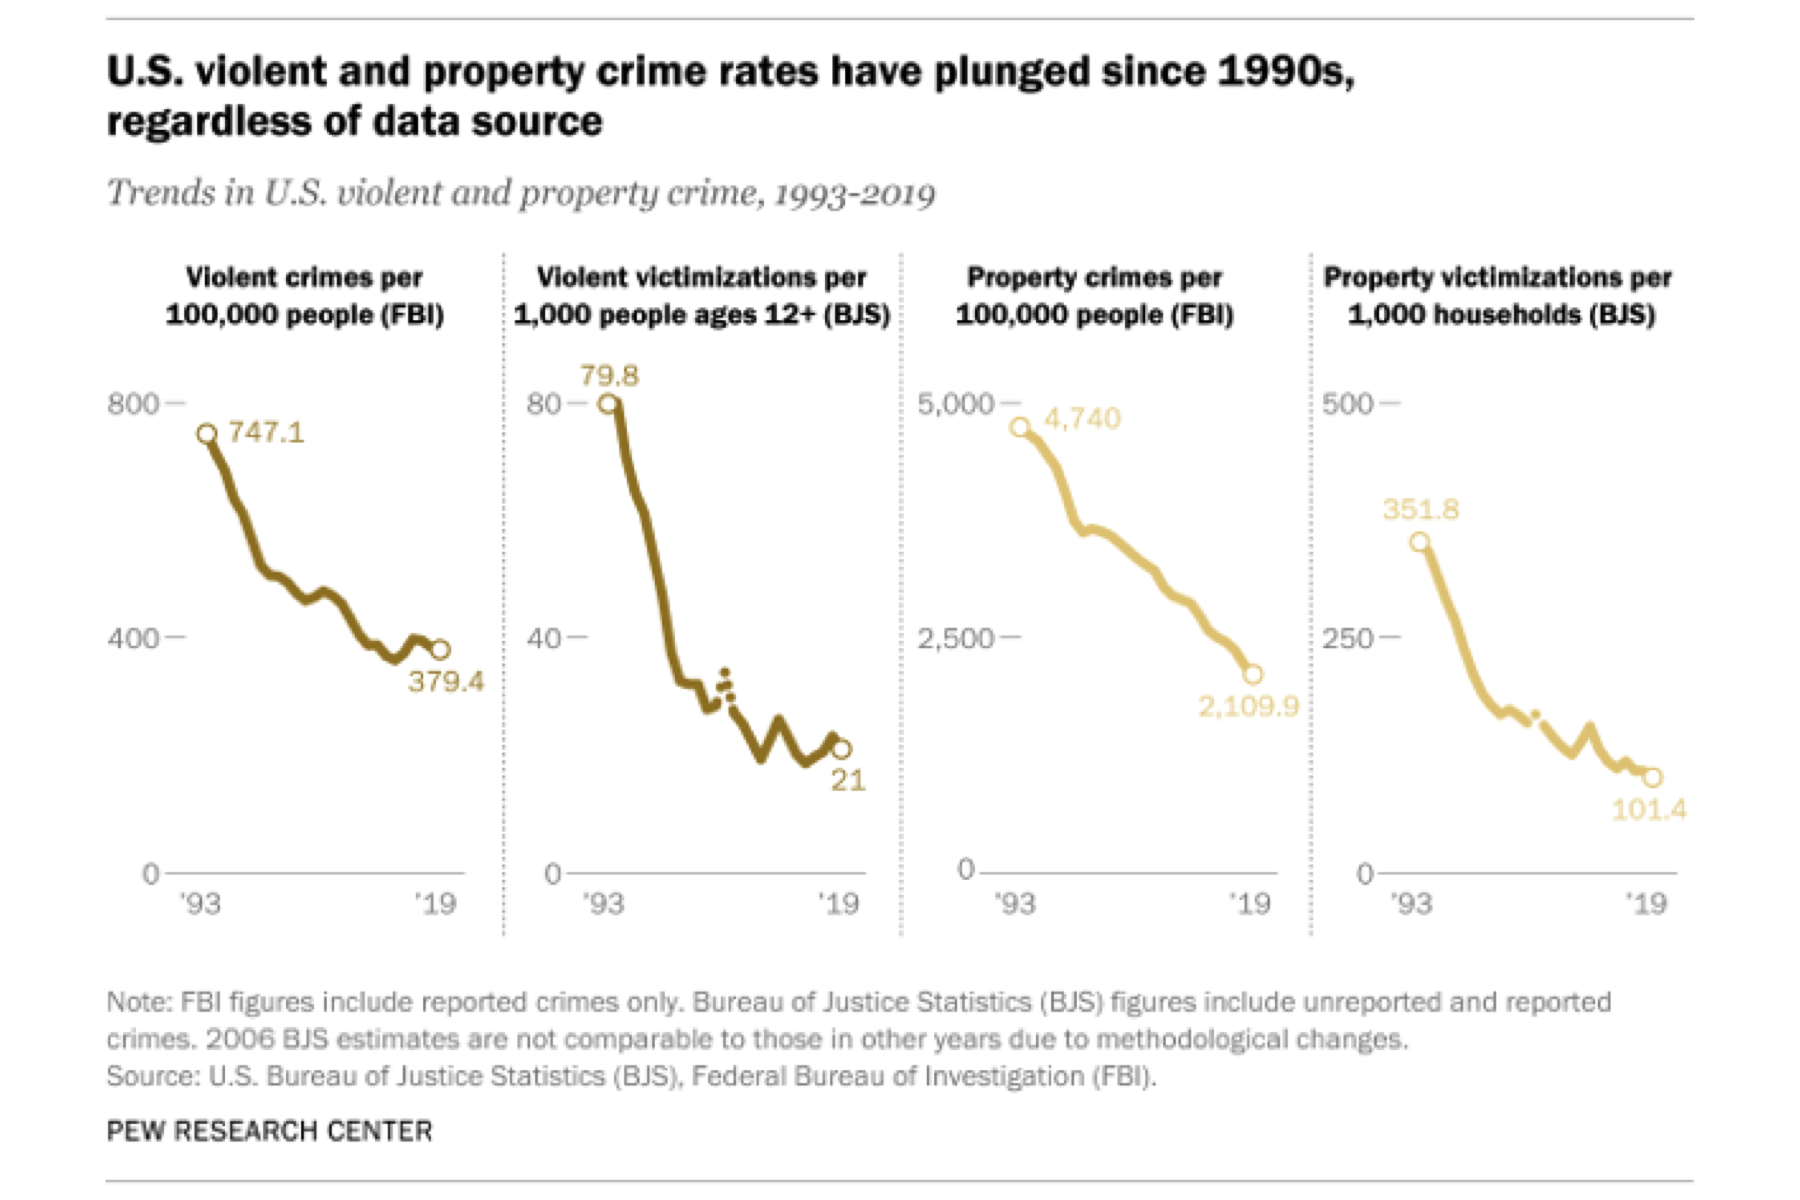 U.S. violent and property crime rates have plunged since 1990s,
regardless of data source
Trends in U.S. violent and property crime, 1993-2019
Violent crimes per
100,000 people (FBI)
800
747.1
400
379.4
0
'93 '19
Violent victimizations per
1,000 people ages 12+ (BJS)
79.8
80
40
21
0
'93 '19
Property crimes per
100,000 people (FBI)
5,000
4,740
2,500
2,109.9
0
'93 '19
Property victimizations per
1,000 households (BJS)
500
351.8
250
101.4
0
'93 '19
Note: FBI figures include reported crimes only. Bureau of Justice Statistics (BJS) figures include unreported and reported
crimes. 2006 BJS estimates are not comparable to those in other years due to methodological changes.
Source: U.S. Bureau of Justice Statistics (BJS), Federal Bureau of Investigation (FBI).
PEW RESEARCH CENTER